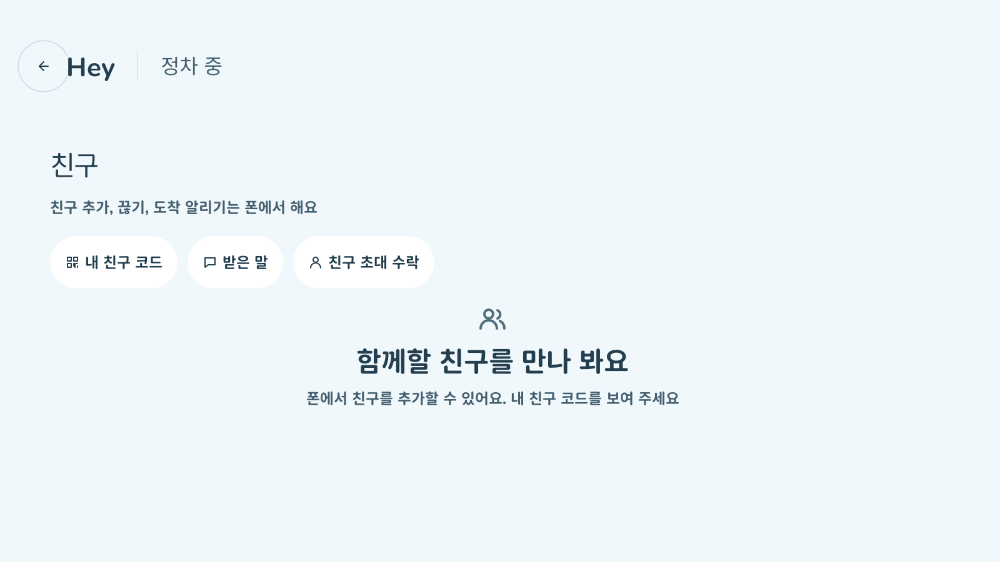 Hey
정차 중
친구
친구 추가, 끊기, 도착 알리기는 폰에서 해요
내 친구 코드
받은 말
친구 초대 수락
함께할 친구를 만나 봐요
폰에서 친구를 추가할 수 있어요. 내 친구 코드를 보여 주세요